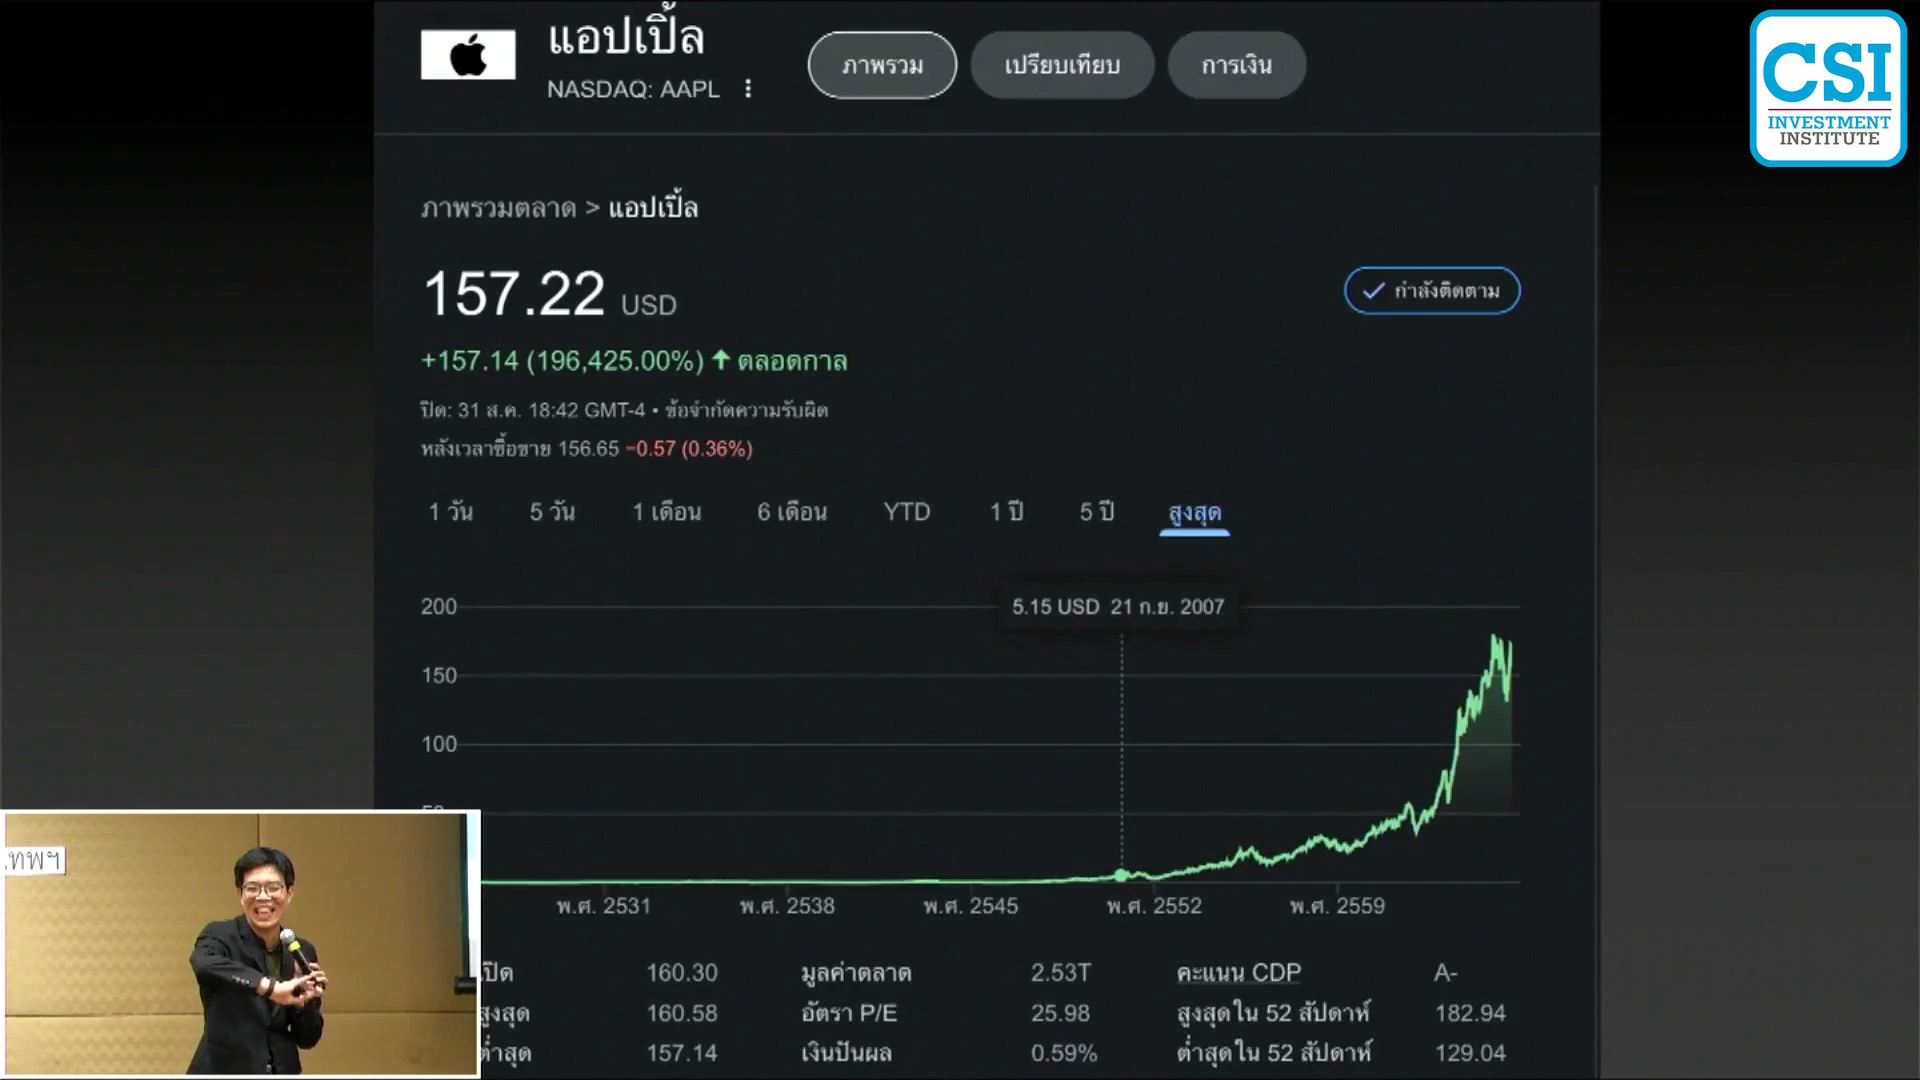 แอปเปิ้ล
NASDAQ: AAPL
ภาพรวม
เปรียบเทียบ
การเงิน
CSI
INVESTMENT
INSTITUTE
ภาพรวมตลาด > แอปเปิ้ล
157.22 USD
กำลังติดตาม
+157.14 (196,425.00%) ตลอดกาล
ปิด: 31 ส.ค. 18:42 GMT-4 • ข้อจำกัดความรับผิด
หลังเวลาซื้อขาย 156.65 −0.57 (0.36%)
1 วัน 5 วัน 1 เดือน 6 เดือน YTD 1 ปี 5 ปี สูงสุด
5.15 USD 21 ก.ย. 2007
200
150
100
พ.ศ. 2531 พ.ศ. 2538 พ.ศ. 2545 พ.ศ. 2552 พ.ศ. 2559
160.30 มูลค่าตลาด 2.53T คะแนน CDP A-
สูงสุด 160.58 อัตรา P/E 25.98 สูงสุดใน 52 สัปดาห์ 182.94
ต่ำสุด 157.14 เงินปันผล 0.59% ต่ำสุดใน 52 สัปดาห์ 129.04